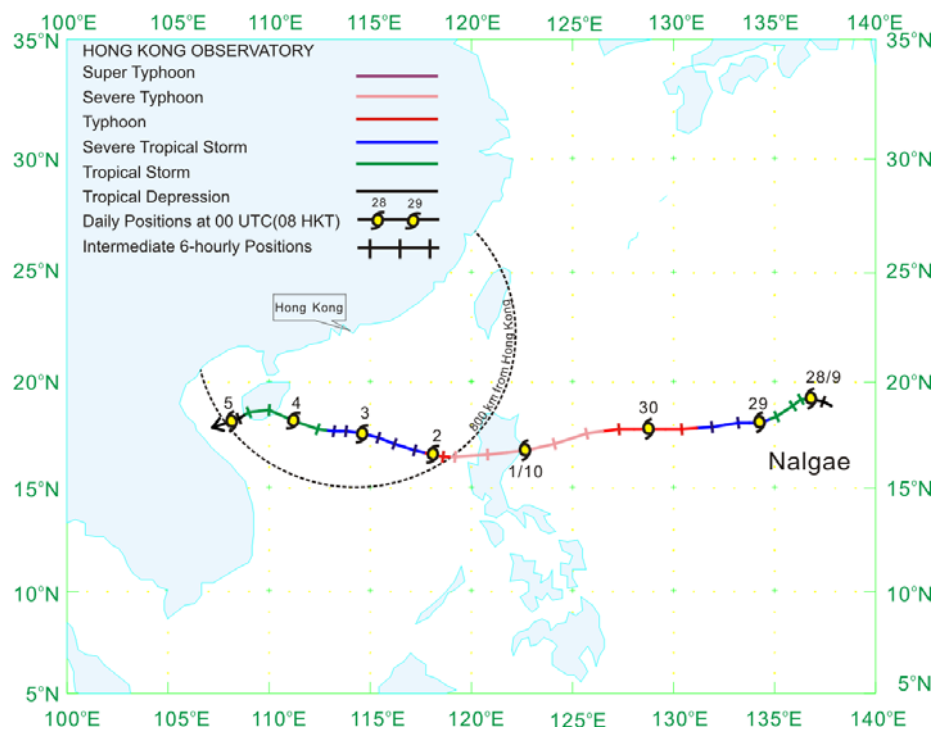 100°E 105°E 110°E 115°E 120°E 125°E 130°E 135°E 140°E
35°N 35°N
HONG KONG OBSERVATORY
Super Typhoon
Severe Typhoon
Typhoon
Severe Tropical Storm
Tropical Storm
Tropical Depression
28 29
Daily Positions at 00 UTC(08 HKT)
Intermediate 6-hourly Positions
30°N 30°N
25°N 25°N
Hong Kong
800 km from Hong Kong
20°N 20°N
5 4 3 2 1/10 30 29 28/9
Nalgae
15°N 15°N
10°N 10°N
5°N 5°N
100°E 105°E 110°E 115°E 120°E 125°E 130°E 135°E 140°E